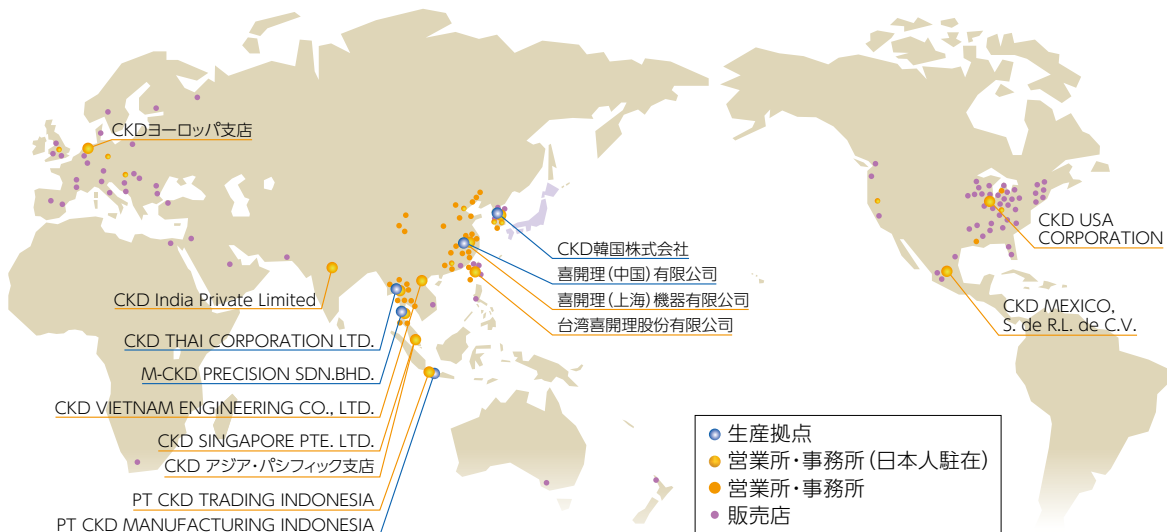 CKDヨーロッパ支店
CKD India Private Limited
CKD THAI CORPORATION LTD.
M-CKD PRECISION SDN.BHD.
CKD VIETNAM ENGINEERING CO., LTD.
CKD SINGAPORE PTE. LTD.
CKD アジア・パシフィック支店
PT CKD TRADING INDONESIA
PT CKD MANUFACTURING INDONESIA
CKD韓国株式会社
喜開理(中国)有限公司
喜開理(上海)機器有限公司
台湾喜開理股份有限公司
CKD USA
CORPORATION
CKD MEXICO,
S. de R.L. de C.V.
生産拠点
営業所・事務所(日本人駐在)
営業所・事務所
販売店